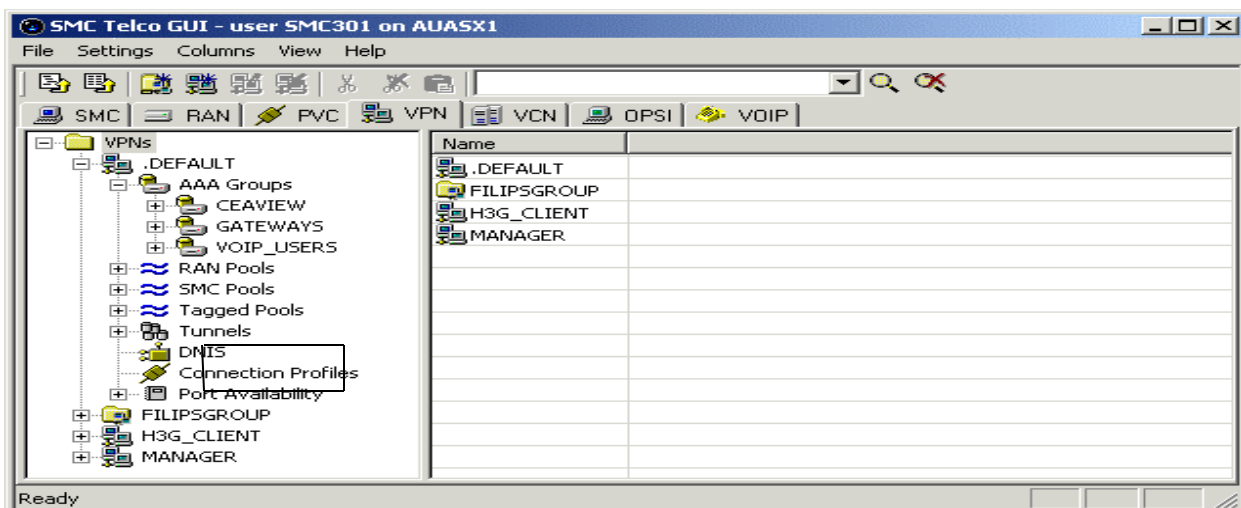 SMC Telco GUI - user SMC301 on AUASX1
File Settings Columns View Help
SMC RAN PVC VPN VCN OPSI VOIP
VPNs
.DEFAULT
AAA Groups
CEAVIEW
GATEWAYS
VOIP_USERS
RAN Pools
SMC Pools
Tagged Pools
Tunnels
DNIS
Connection Profiles
Port Availability
FILIPSGROUP
H3G_CLIENT
MANAGER
Name
.DEFAULT
FILIPSGROUP
H3G_CLIENT
MANAGER
Ready